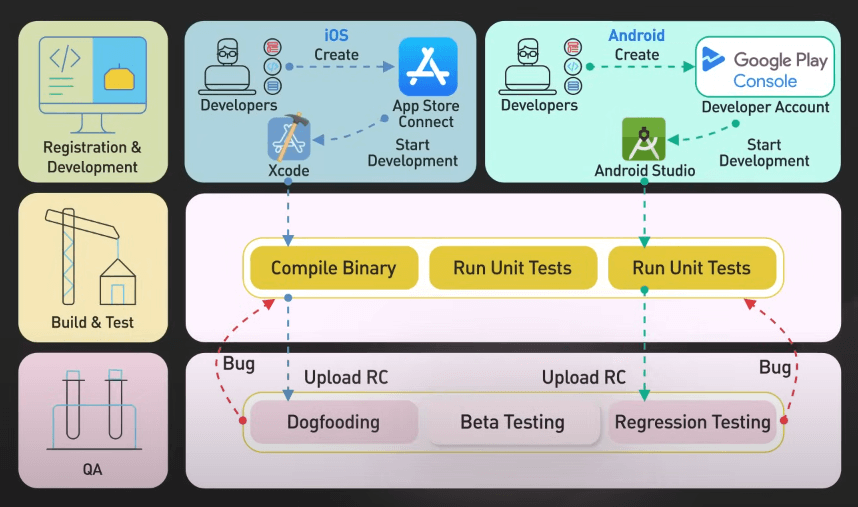 Registration &
Development
iOS
Create
Developers
App Store
Connect
Start
Development
Xcode
Android
Create
Developers
Google Play
Console
Developer Account
Start
Development
Android Studio
Build & Test
Compile Binary
Run Unit Tests
Run Unit Tests
Bug
Upload RC
Upload RC
Bug
QA
Dogfooding
Beta Testing
Regression Testing